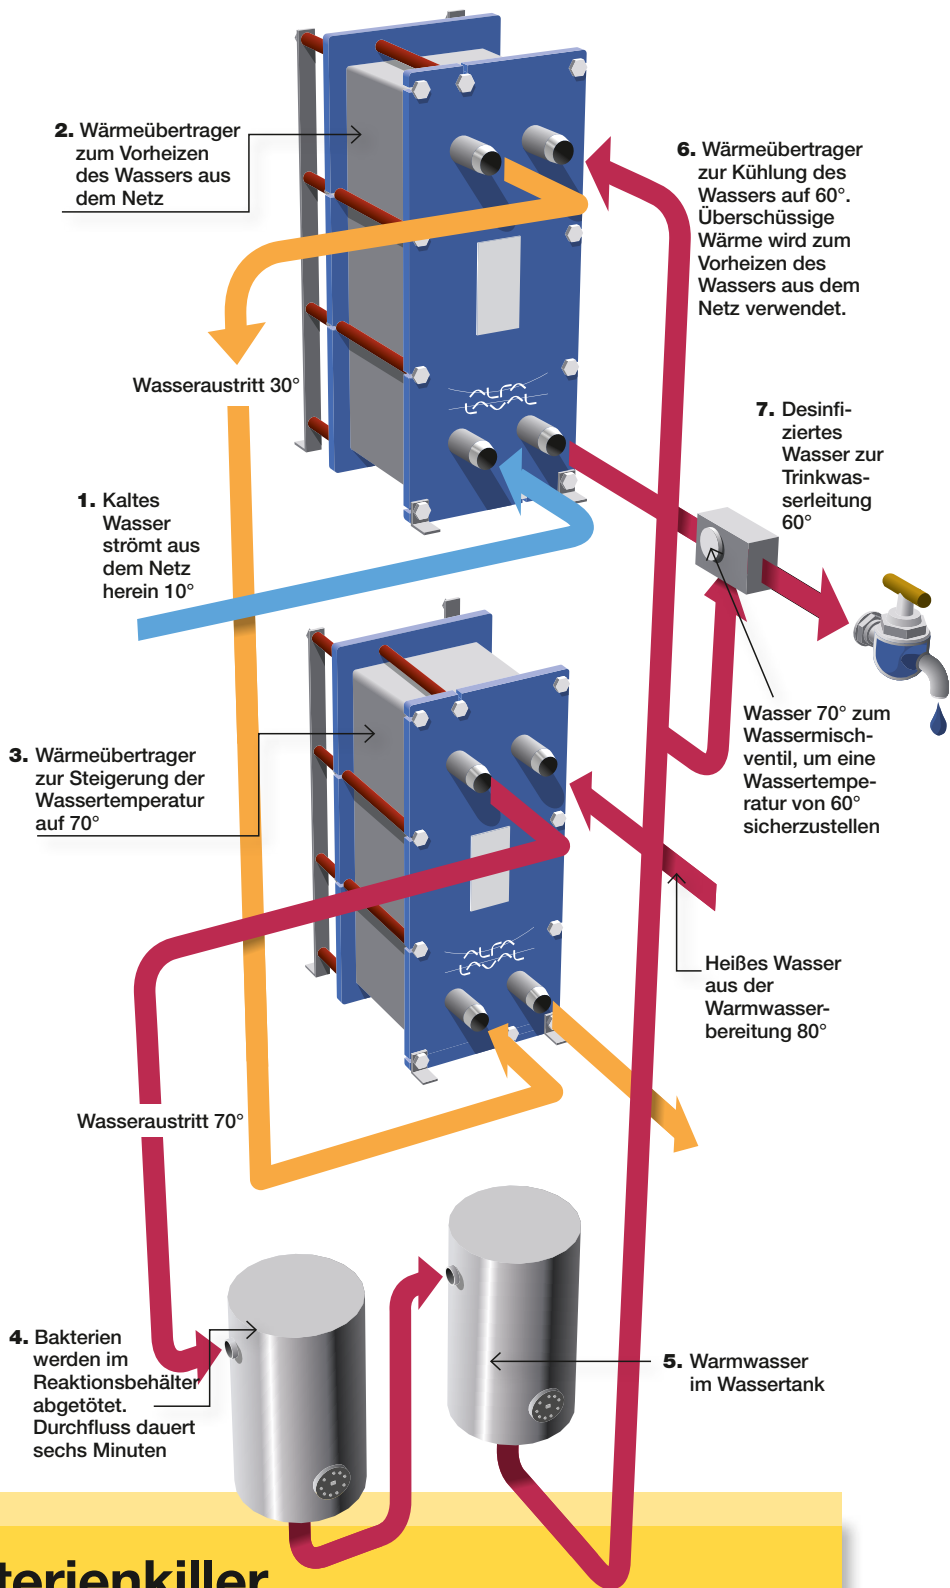 2. Wärmeübertrager
zum Vorheizen
des Wassers aus
dem Netz
6. Wärmeübertrager
zur Kühlung des
Wassers auf 60°.
Überschüssige
Wärme wird zum
Vorheizen des
Wassers aus dem
Netz verwendet.
Wasseraustritt 30°
ALFA
LAVAL
7. Desinfi-
ziertes
Wasser zur
Trinkwas-
serleitung
60°
1. Kaltes
Wasser
strömt aus
dem Netz
herein 10°
Wasser 70° zum
Wassermisch-
ventil, um eine
Wassertempe-
ratur von 60°
sicherzustellen
3. Wärmeübertrager
zur Steigerung der
Wassertemperatur
auf 70°
ALFA
LAVAL
Heißes Wasser
aus der
Warmwasser-
bereitung 80°
Wasseraustritt 70°
4. Bakterien
werden im
Reaktionsbehälter
abgetötet.
Durchfluss dauert
sechs Minuten
5. Warmwasser
im Wassertank
terienkiller